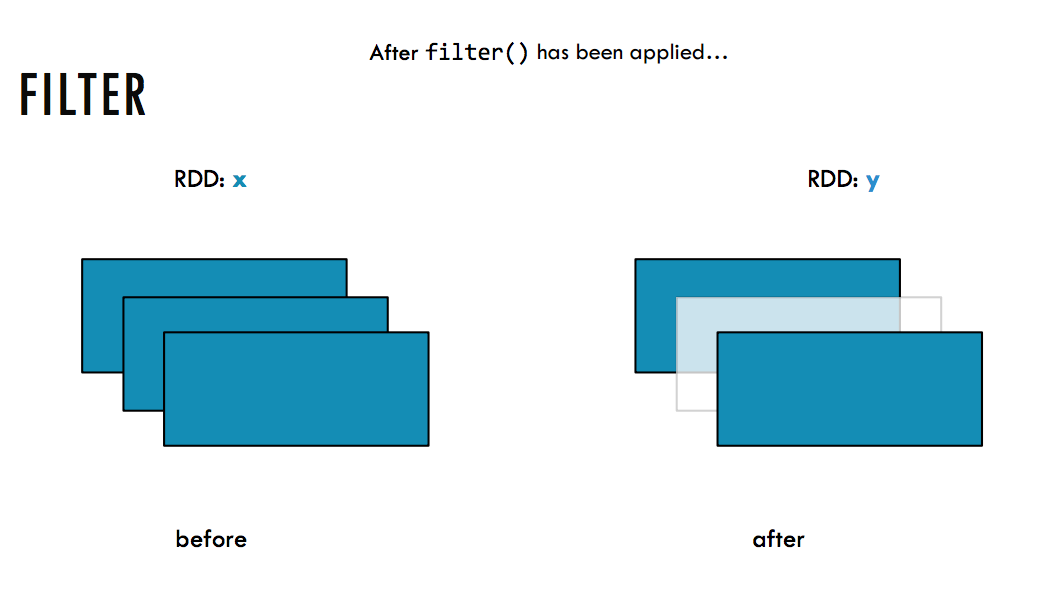 After filter() has been applied...
FILTER
RDD: x
RDD: y
before
after